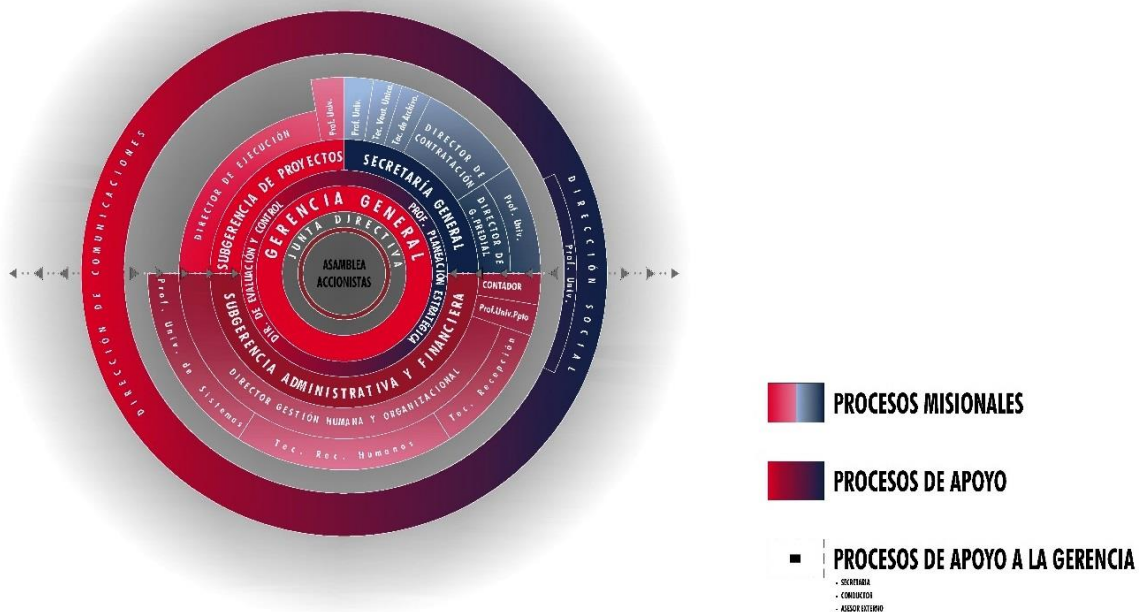 ASAMBLEA
ACCIONISTAS
JUNTA DIRECTIVA
GERENCIA GENERAL
DIR. DE EVALUACIÓN Y CONTROL
PROF. PLANEACIÓN ESTRATÉGICA
SUBGERENCIA DE PROYECTOS
DIRECTOR DE EJECUCIÓN
Prof. Univ.
SECRETARÍA GENERAL
Prof. Univ.
Tec. Vent. Unica
Tec. de Archivo.
DIRECTOR DE
CONTRATACIÓN
DIRECTOR DE
G.PREDIAL
Prof. Univ.
SUBGERENCIA ADMINISTRATIVA Y FINANCIERA
CONTADOR
Prof.Univ.Ppto
DIRECTOR GESTIÓN HUMANA Y ORGANIZACIONAL
Prof. Univ. de Sistemas
Tec. Rec. Humanos
Tec. Recepción
DIRECCIÓN DE COMUNICACIONES
DIRECCIÓN SOCIAL
Prof. Univ.
PROCESOS MISIONALES
PROCESOS DE APOYO
PROCESOS DE APOYO A LA GERENCIA
- SECRETARIA
- CONDUCTOR
- ASESOR EXTERNO